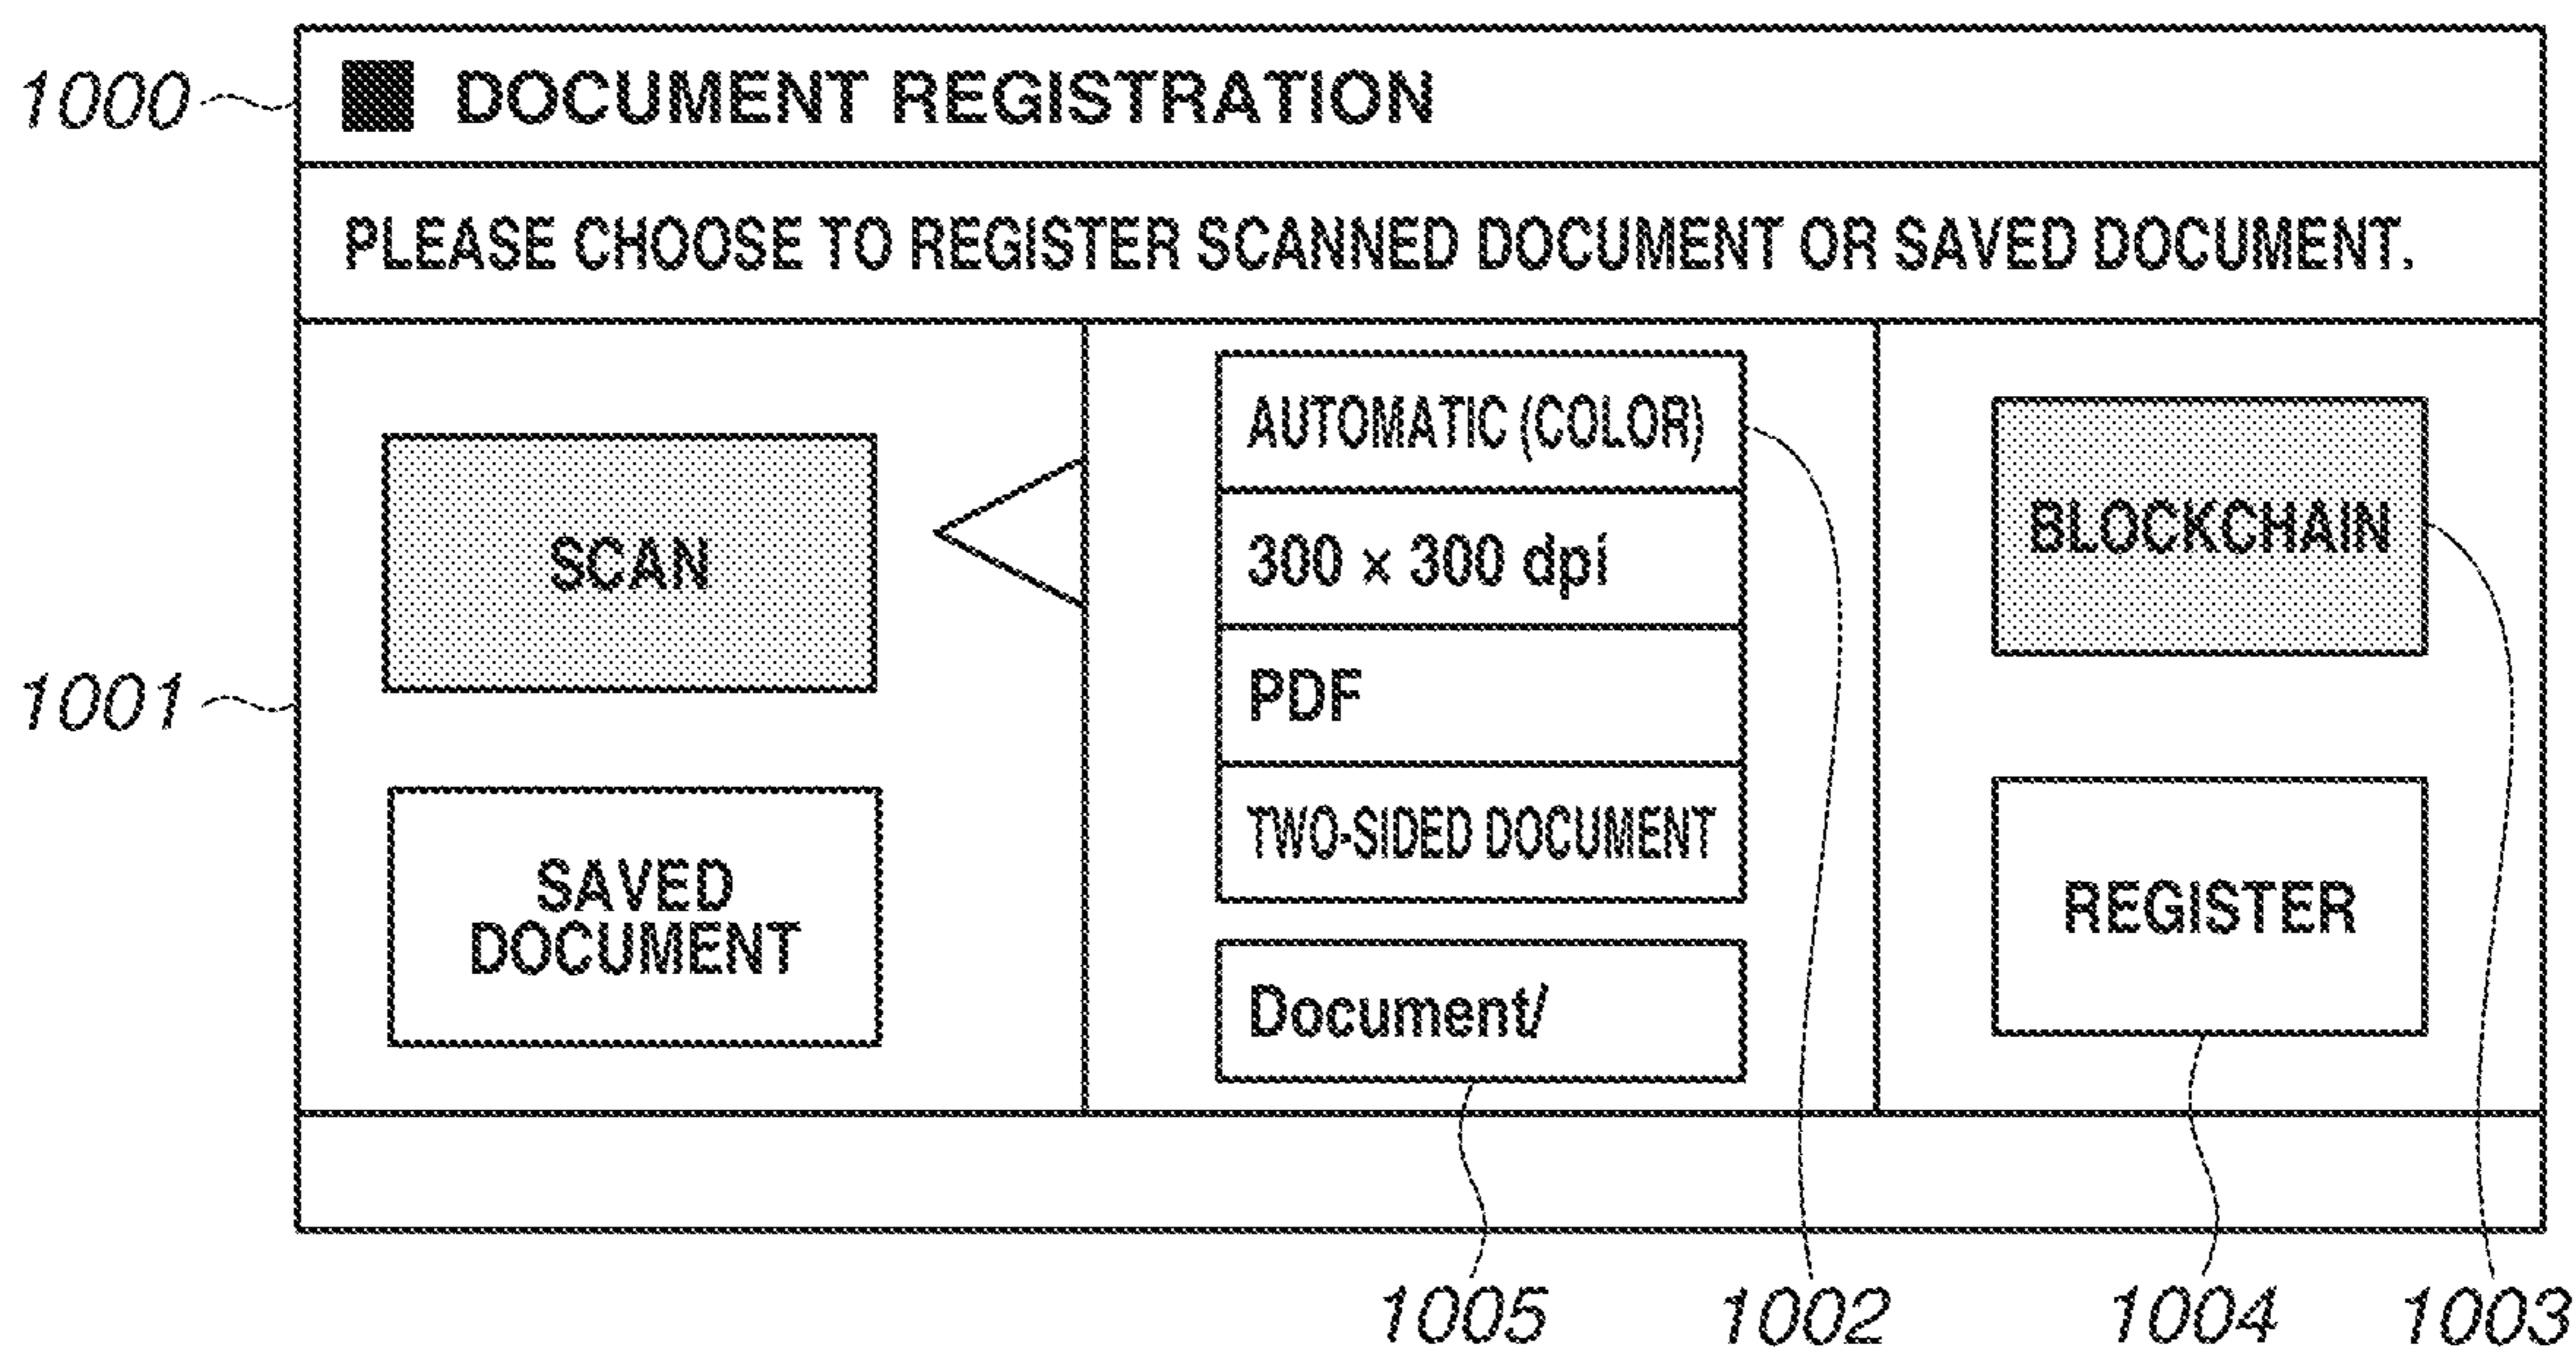 1000
DOCUMENT REGISTRATION
PLEASE CHOOSE TO REGISTER SCANNED DOCUMENT OR SAVED DOCUMENT.
1001
SCAN
SAVED
DOCUMENT
AUTOMATIC (COLOR)
300 × 300 dpi
PDF
TWO-SIDED DOCUMENT
Document/
BLOCKCHAIN
REGISTER
1005
1002
1004
1003